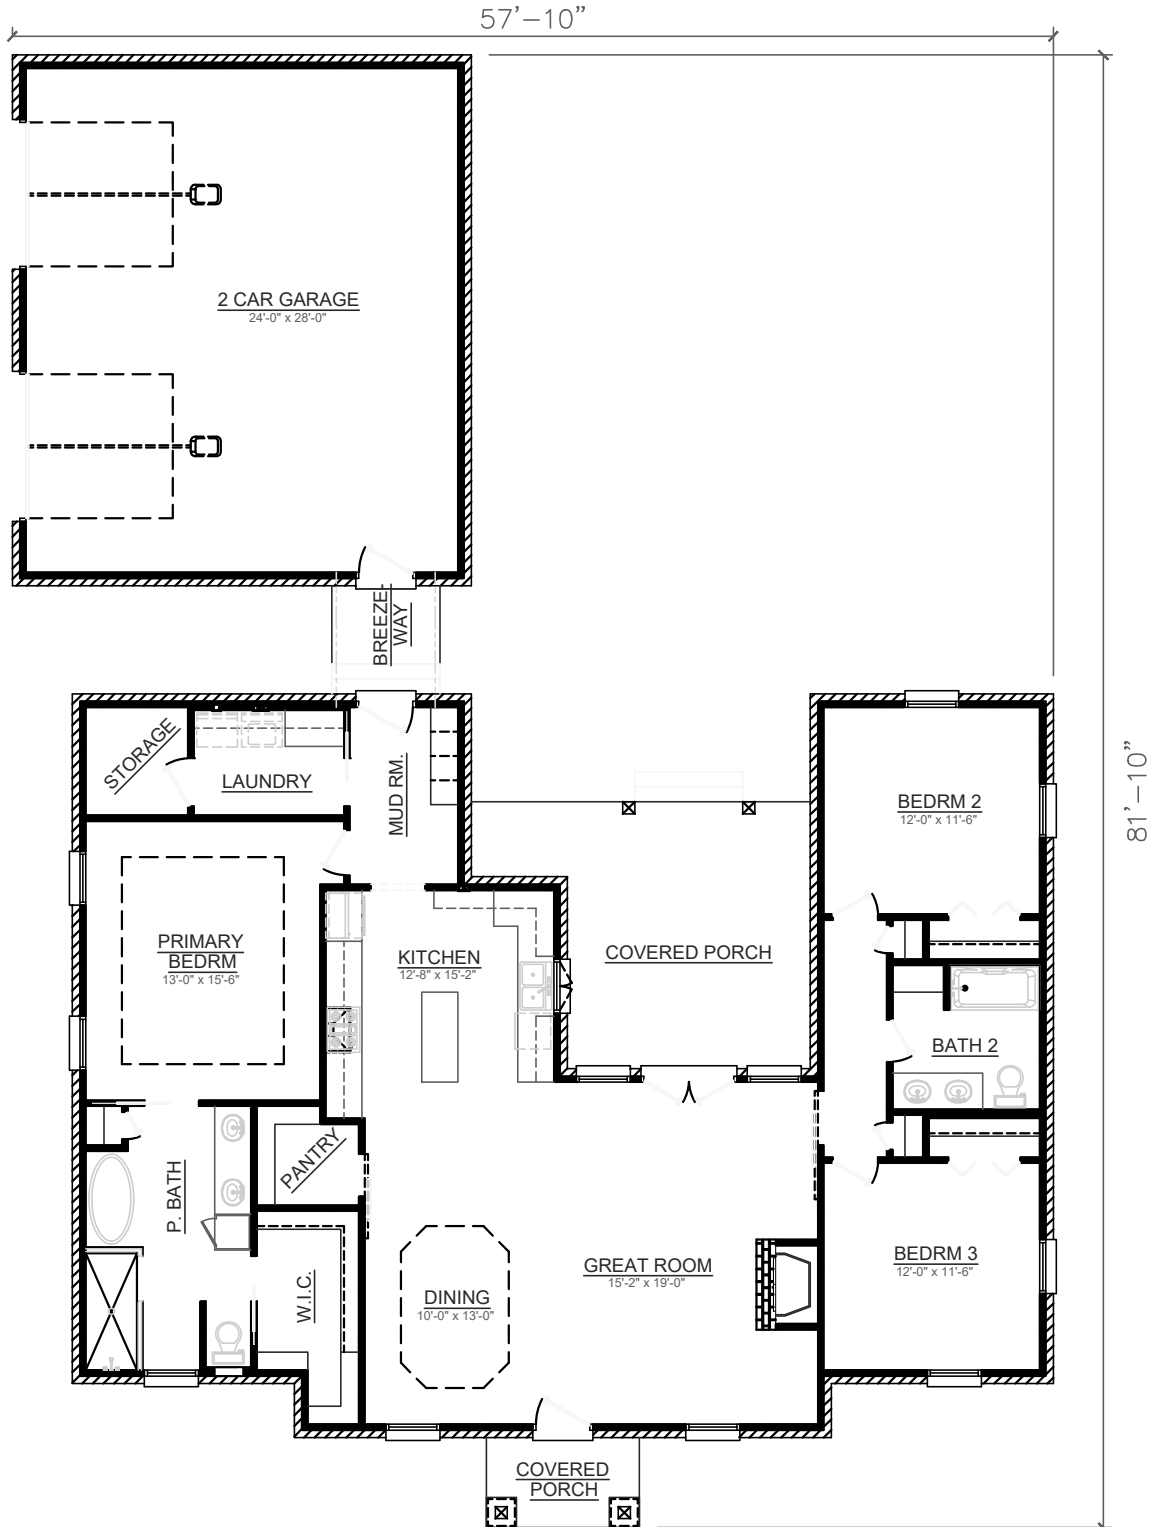 57'-10"
2 CAR GARAGE
24'-0" x 28'-0"
BREEZE-
WAY
STORAGE
LAUNDRY
MUD RM.
BEDRM 2
12'-0" x 11'-6"
81'-10"
PRIMARY
BEDRM
13'-0" x 15'-6"
KITCHEN
12'-8" x 15'-2"
COVERED PORCH
BATH 2
PANTRY
P. BATH
W.I.C.
DINING
10'-0" x 13'-0"
GREAT ROOM
15'-2" x 19'-0"
BEDRM 3
12'-0" x 11'-6"
COVERED
PORCH